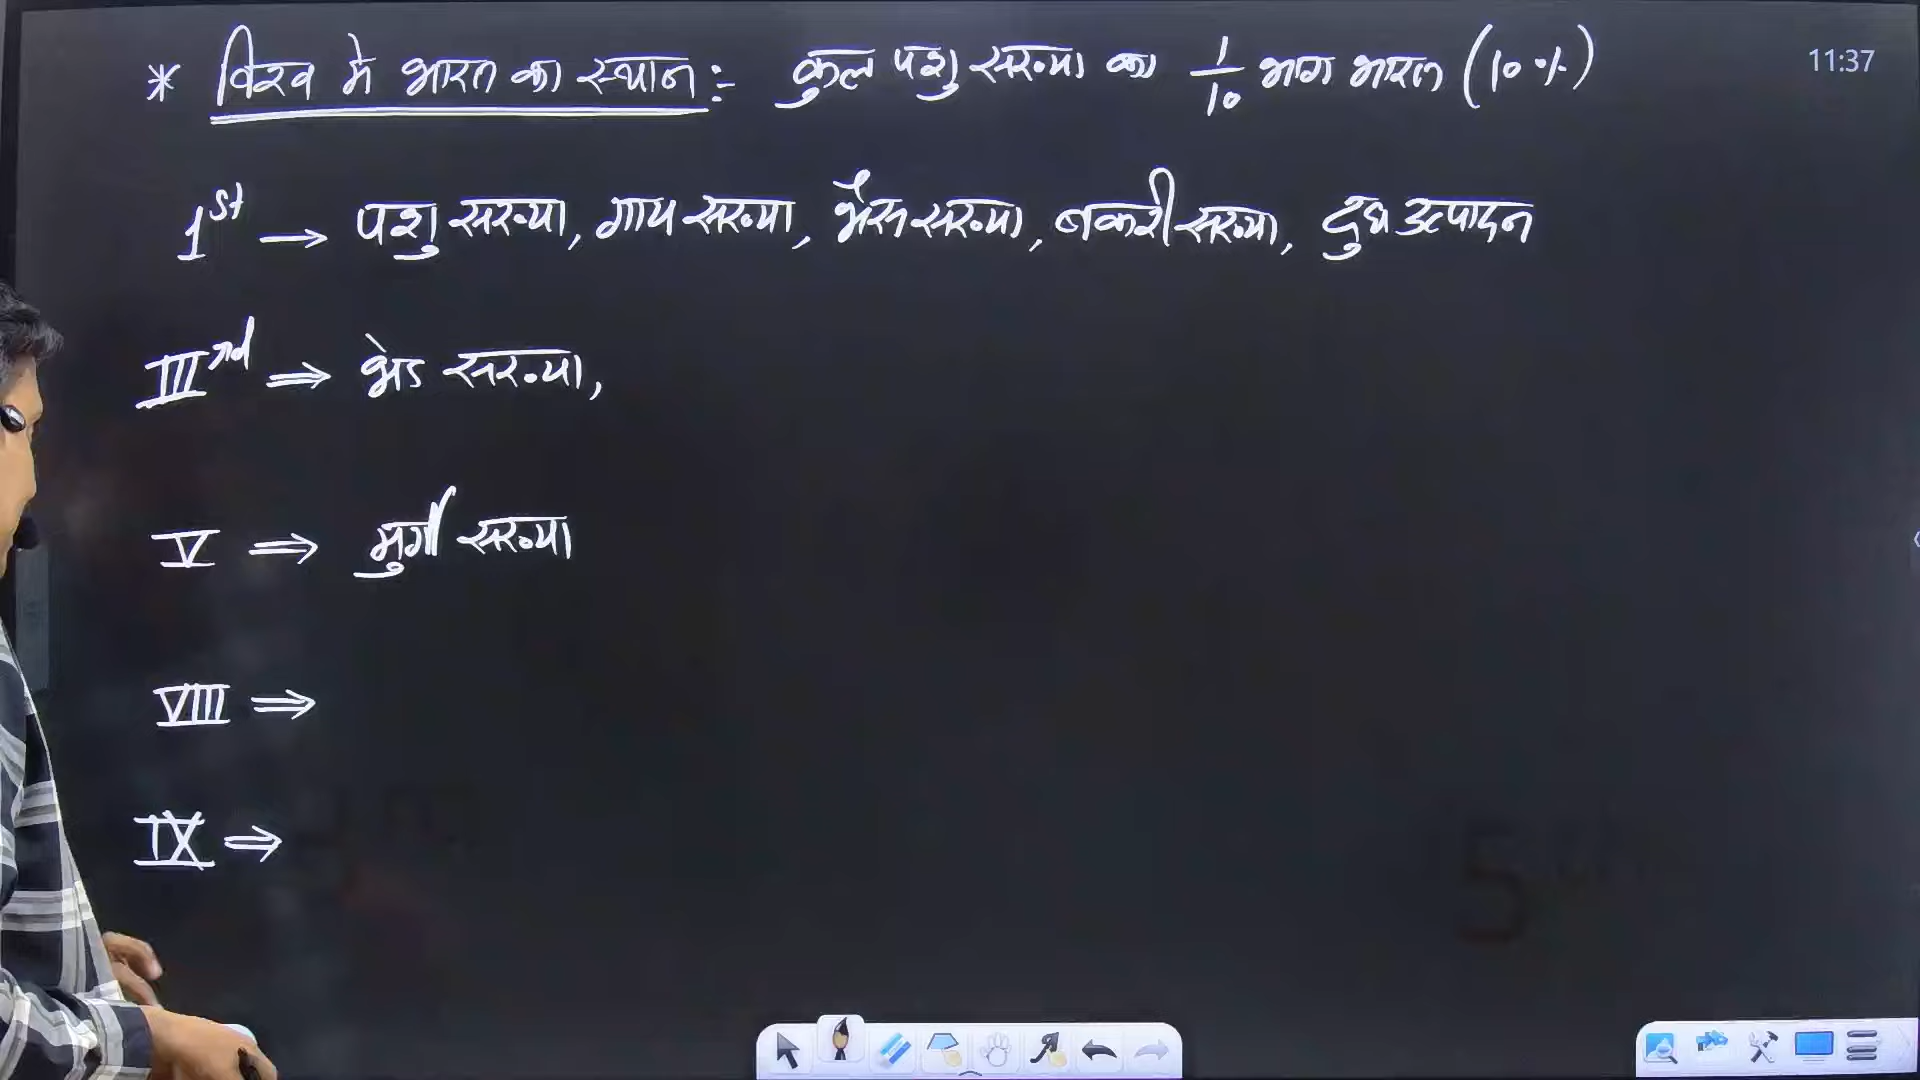 * विश्व मे भारत का स्थान :- कुल पशु संख्या का 1/10 भाग भारत (10%)
11:37
1st → पशु संख्या, गाय संख्या, भैंस संख्या, बकरी संख्या, दुध उत्पादन
IIIrd ⇒ भेड संख्या,
V ⇒ मुर्गी संख्या
VIII ⇒
IX ⇒